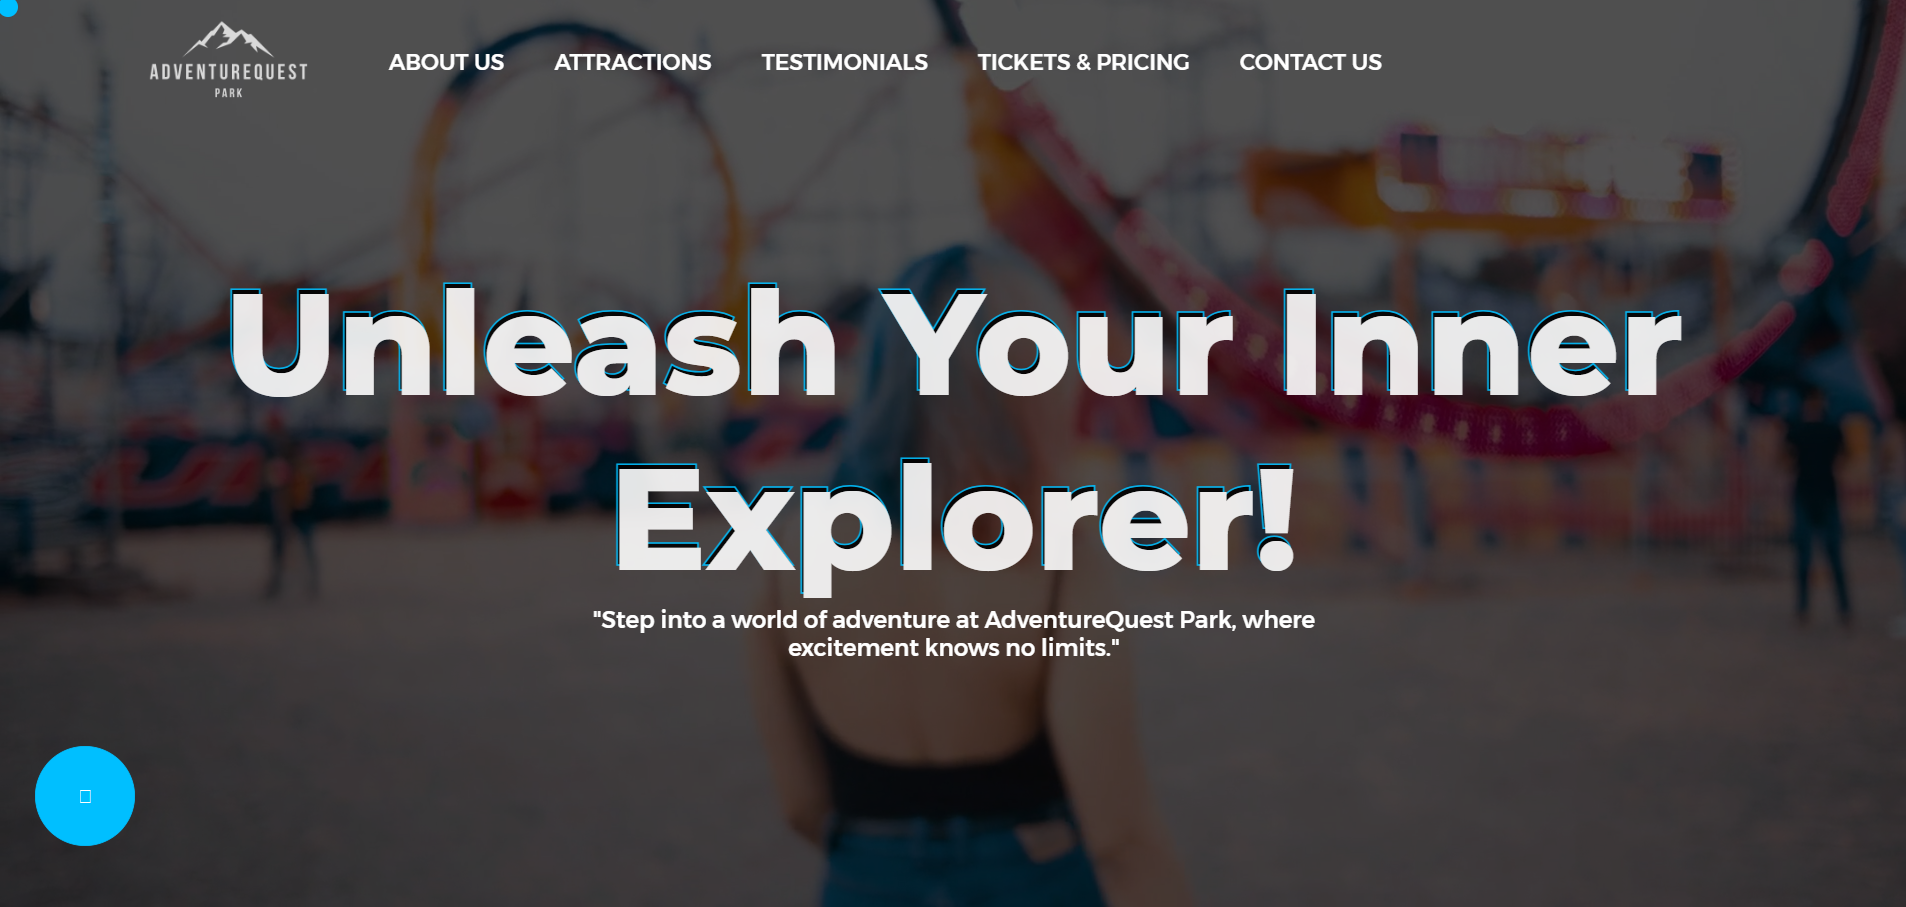 ADVENTUREQUEST
PARK
ABOUT US
ATTRACTIONS
TESTIMONIALS
TICKETS & PRICING
CONTACT US
Unleash Your Inner
Explorer!
"Step into a world of adventure at AdventureQuest Park, where
excitement knows no limits."